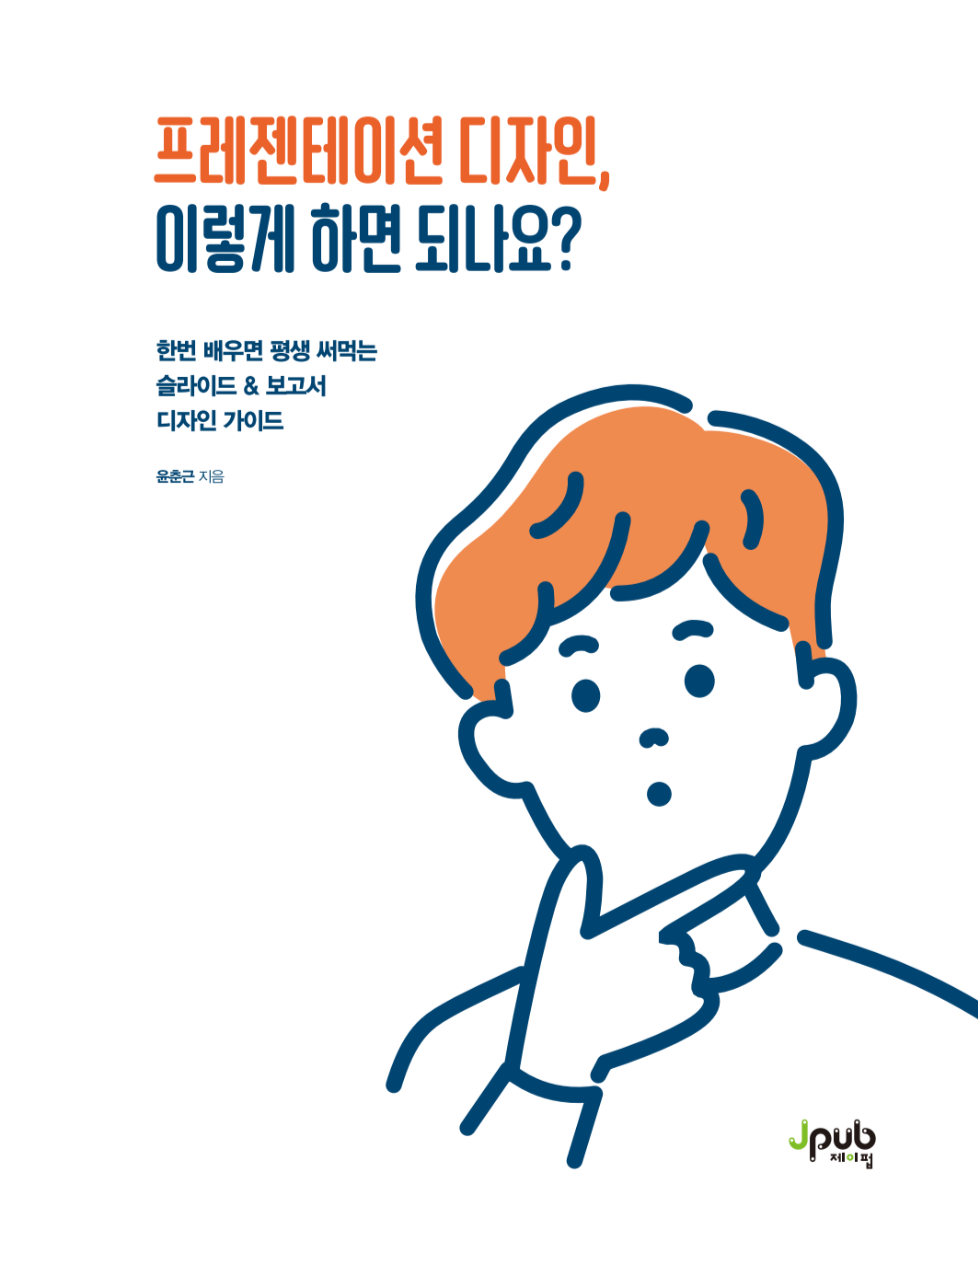 프레젠테이션 디자인,
이렇게 하면 되나요?
한번 배우면 평생 써먹는
슬라이드 & 보고서
디자인 가이드
윤춘근 지음
Jpub
제이펍